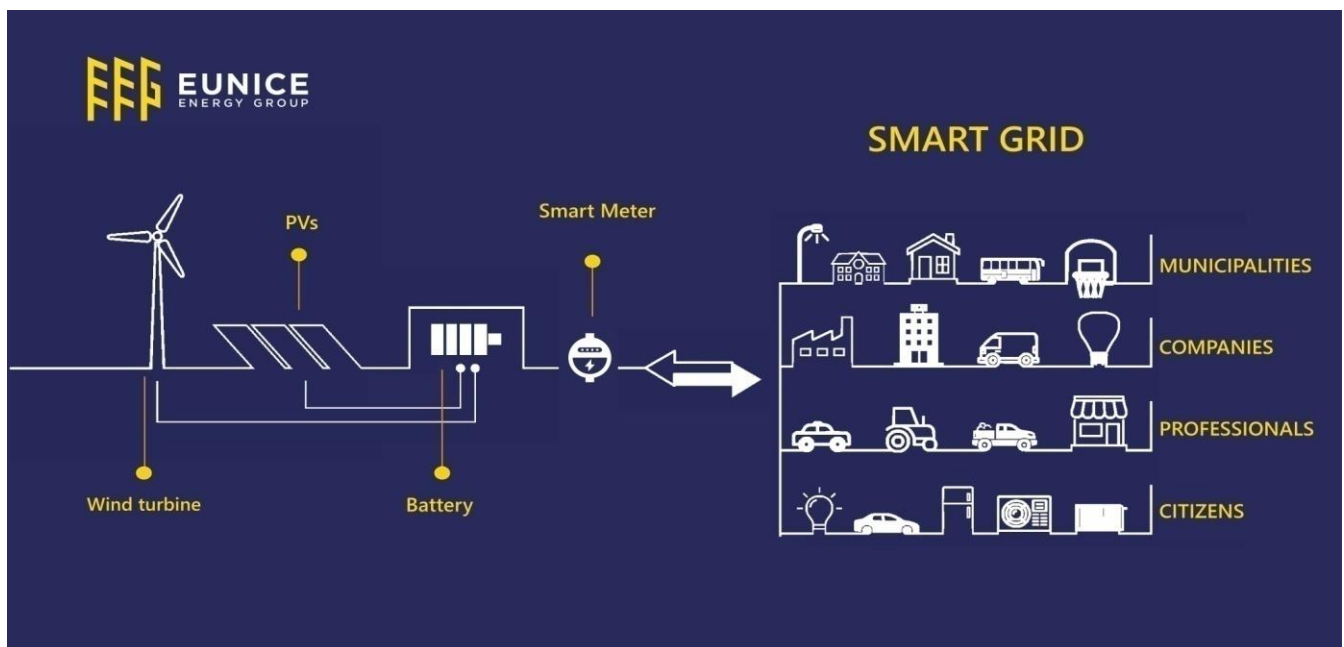 EUNICE
ENERGY GROUP
SMART GRID
PVs
Smart Meter
Wind turbine
Battery
MUNICIPALITIES
COMPANIES
PROFESSIONALS
CITIZENS